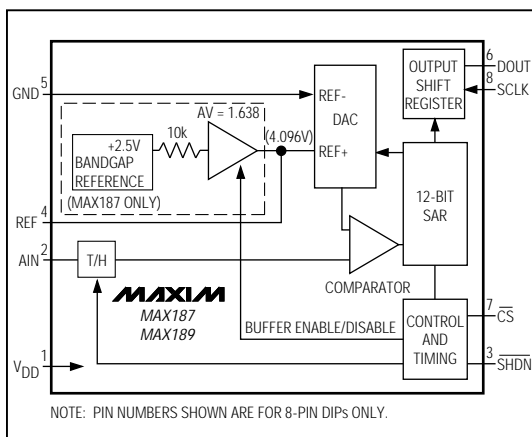 GND 5
REF 4
AIN 2
VDD 1
+2.5V
BANDGAP
REFERENCE
(MAX187 ONLY)
10k
AV = 1.638
(4.096V)
REF-
DAC
REF+
T/H
MAXIM
MAX187
MAX189
COMPARATOR
BUFFER ENABLE/DISABLE
OUTPUT
SHIFT
REGISTER
12-BIT
SAR
CONTROL
AND
TIMING
6 DOUT
8 SCLK
7 CS
3 SHDN
NOTE: PIN NUMBERS SHOWN ARE FOR 8-PIN DIPs ONLY.